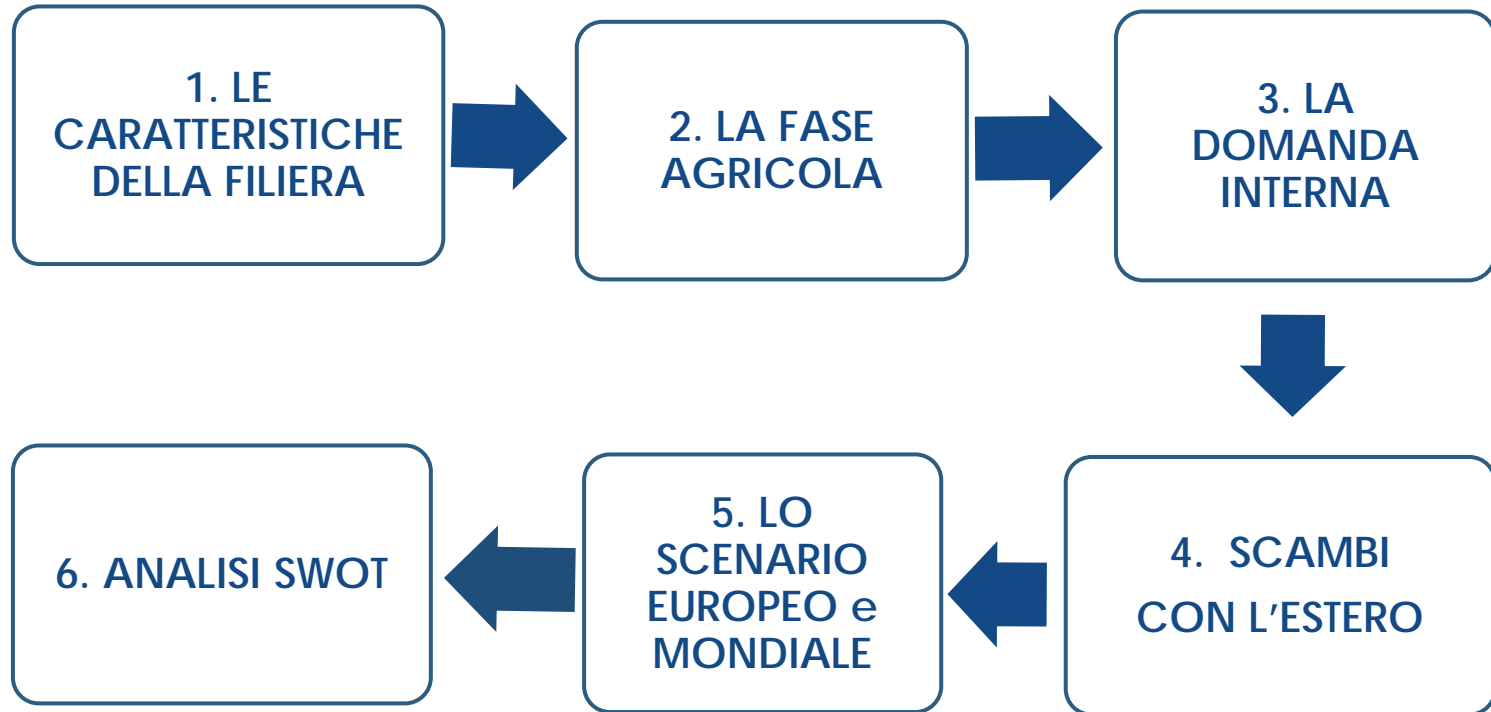 1. LE
CARATTERISTICHE
DELLA FILIERA
2. LA FASE
AGRICOLA
3. LA
DOMANDA
INTERNA
4. SCAMBI
CON L'ESTERO
5. LO
SCENARIO
EUROPEO e
MONDIALE
6. ANALISI SWOT